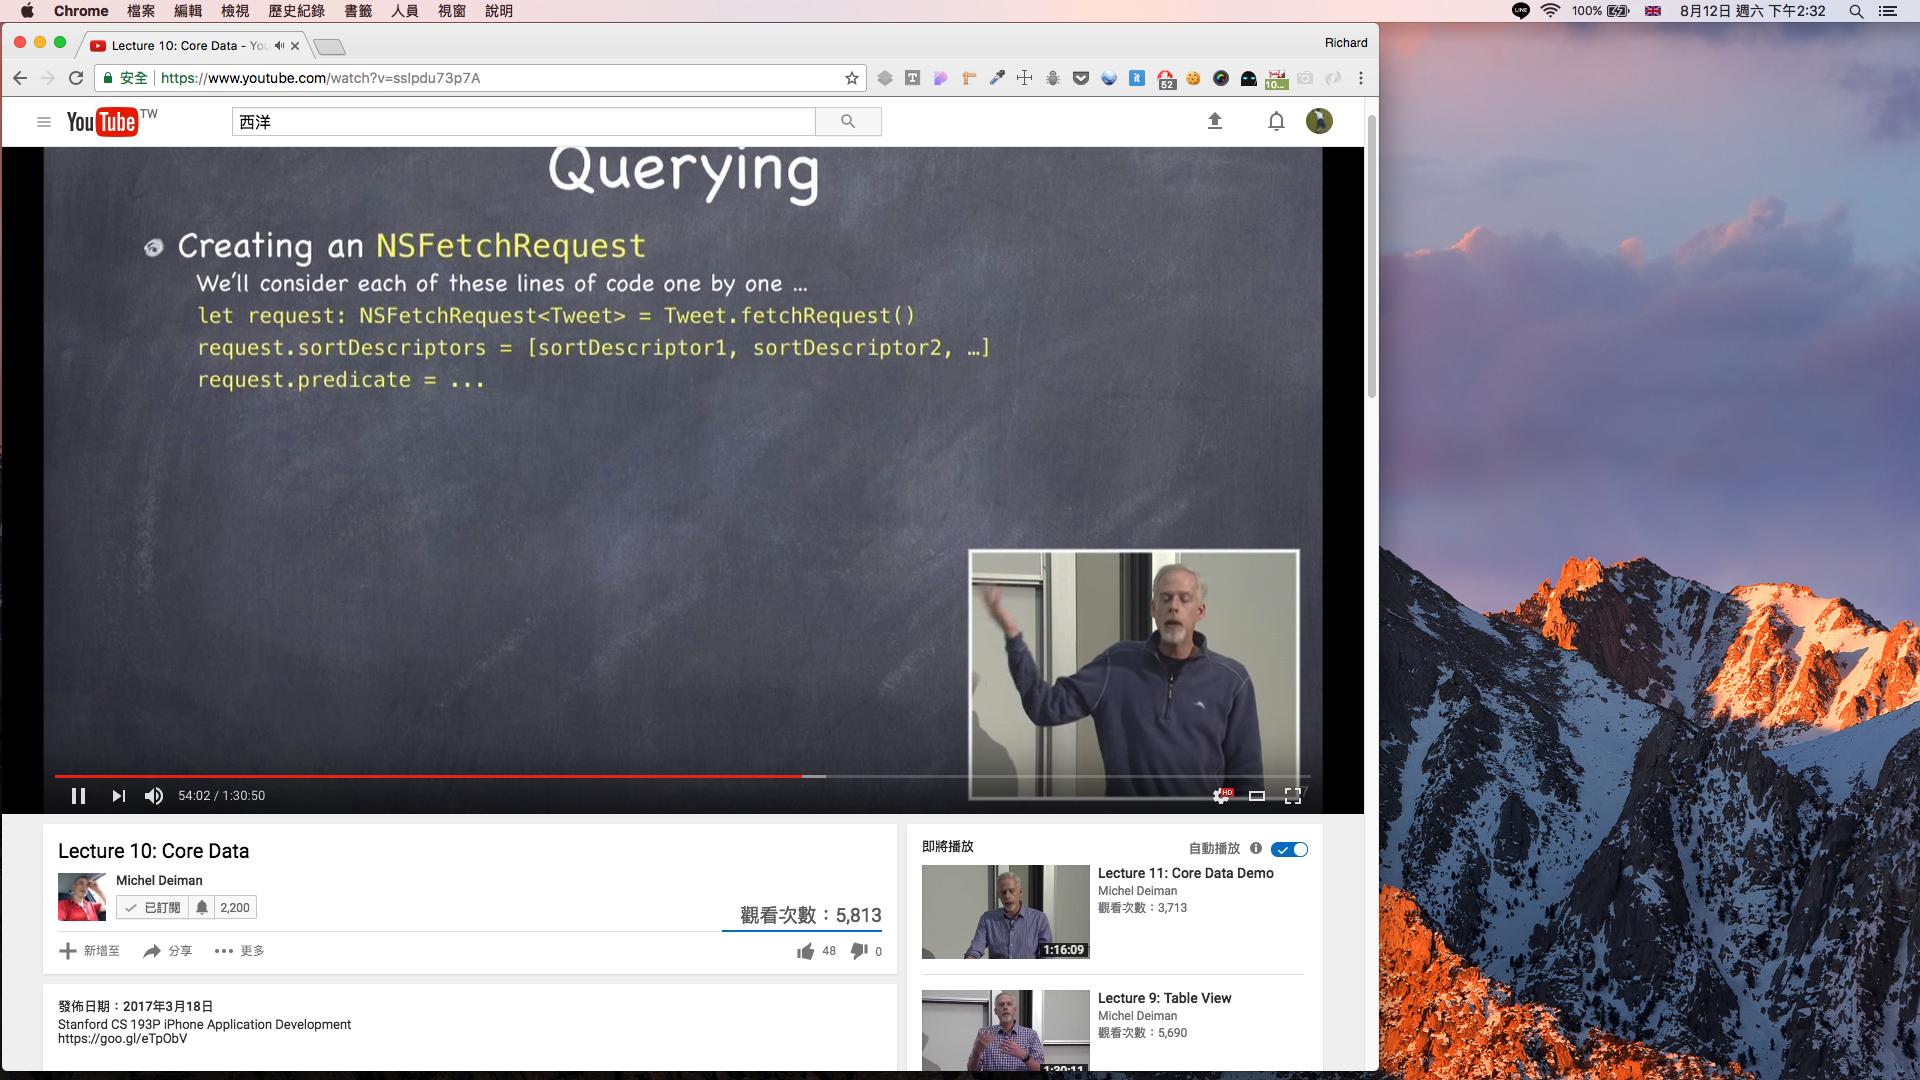 Chrome 檔案 編輯 檢視 歷史紀錄 書籤 人員 視窗 說明 LINE 100% 8月12日 週六 下午2:32
Lecture 10: Core Data - You Richard
安全 https://www.youtube.com/watch?v=sslpdu73p7A 52 10...
YouTube TW 西洋
Querying
Creating an NSFetchRequest
We'll consider each of these lines of code one by one ...
let request: NSFetchRequest<Tweet> = Tweet.fetchRequest()
request.sortDescriptors = [sortDescriptor1, sortDescriptor2, …]
request.predicate = ...
54:02 / 1:30:50 HD
Lecture 10: Core Data
Michel Deiman
已訂閱 2,200
觀看次數：5,813
新增至 分享 更多 48 0
發佈日期：2017年3月18日
Stanford CS 193P iPhone Application Development
https://goo.gl/eTpObV
即將播放 自動播放
Lecture 11: Core Data Demo
Michel Deiman
觀看次數：3,713
1:16:09
Lecture 9: Table View
Michel Deiman
觀看次數：5,690